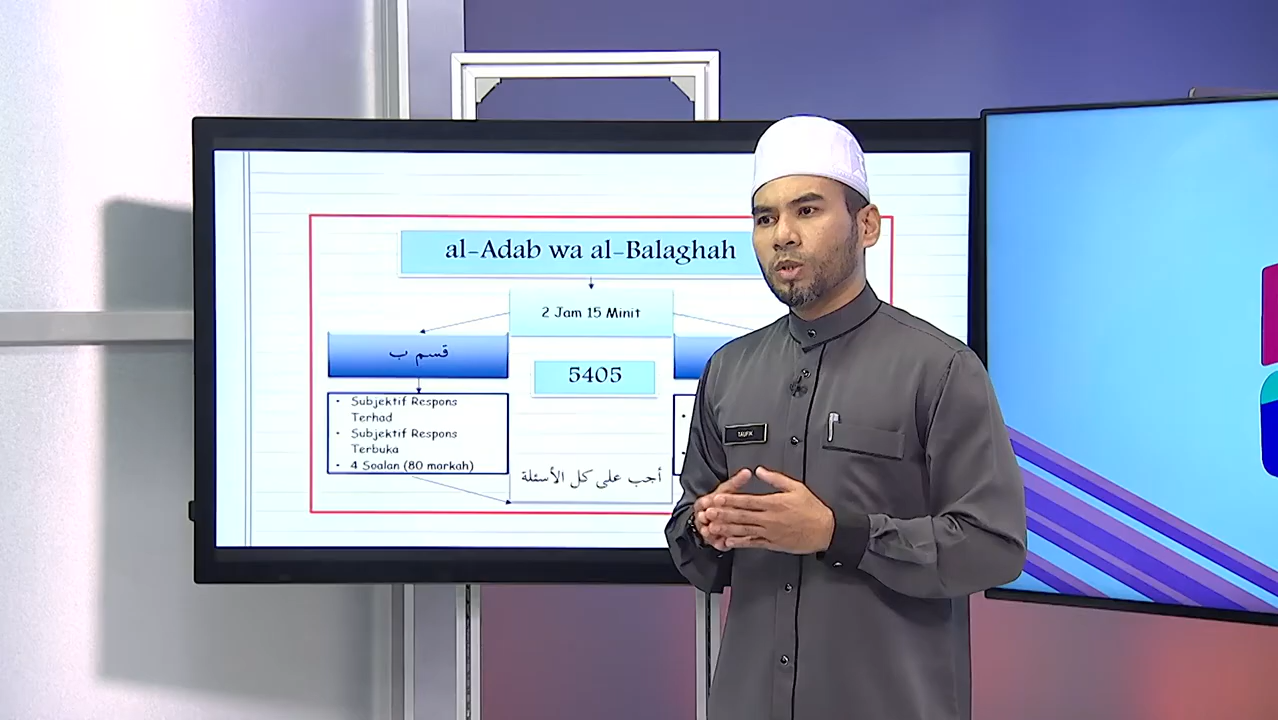 al-Adab wa al-Balaghah
2 Jam 15 Minit
قسم ب
5405
• Subjektif Respons
Terhad
• Subjektif Respons
Terbuka
• 4 Soalan (80 markah)
أجب على كل الأسئلة
TAUFIK